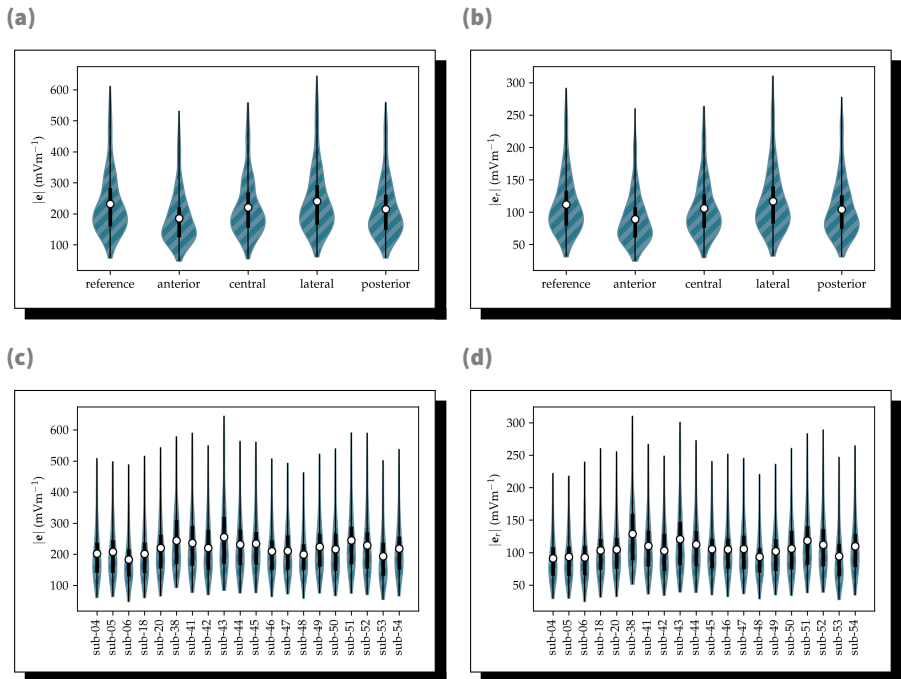 (a)
(b)
|e| (mVm−1)
600
500
400
300
200
100
reference anterior central lateral posterior
|er| (mVm−1)
300
250
200
150
100
50
reference anterior central lateral posterior
(c)
(d)
|e| (mVm−1)
600
500
400
300
200
100
sub-04 sub-05 sub-06 sub-18 sub-20 sub-38 sub-41 sub-42 sub-43 sub-44 sub-45 sub-46 sub-47 sub-48 sub-49 sub-50 sub-51 sub-52 sub-53 sub-54
|er| (mVm−1)
300
250
200
150
100
50
sub-04 sub-05 sub-06 sub-18 sub-20 sub-38 sub-41 sub-42 sub-43 sub-44 sub-45 sub-46 sub-47 sub-48 sub-49 sub-50 sub-51 sub-52 sub-53 sub-54